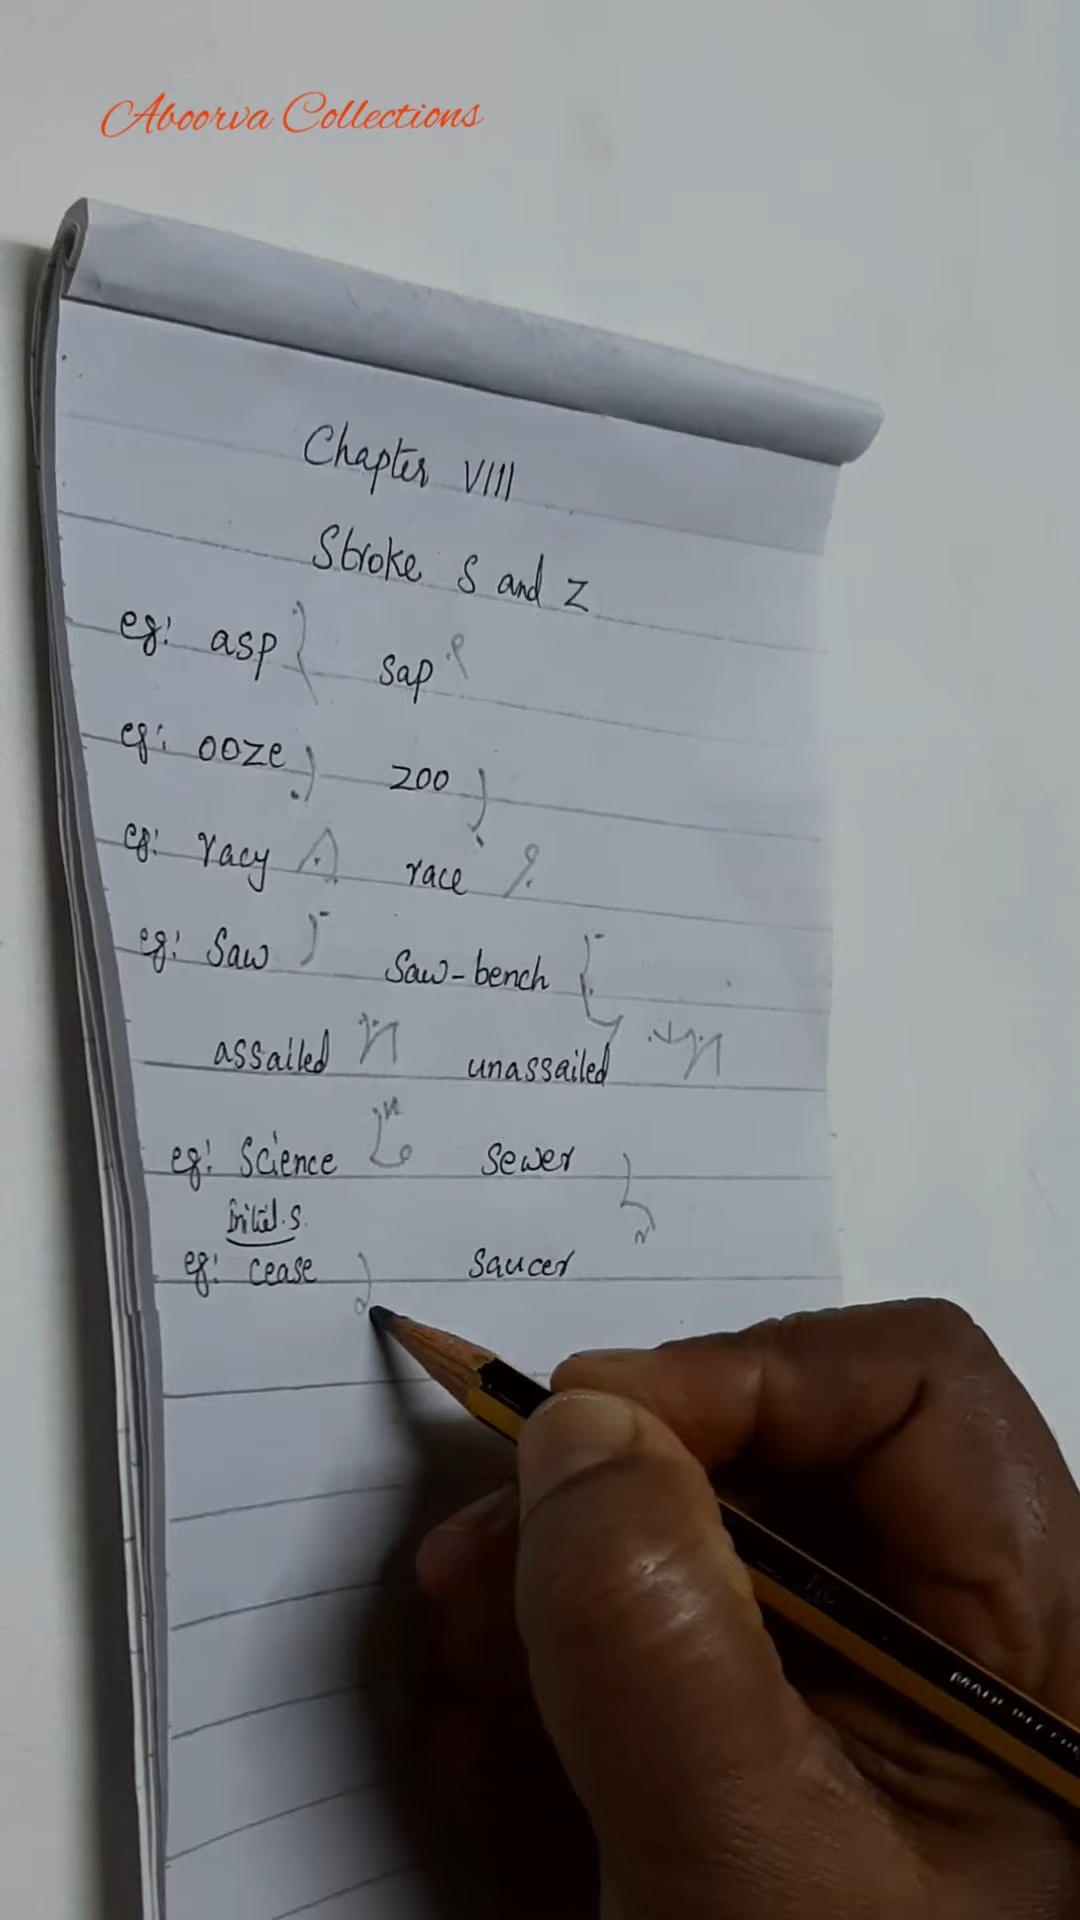 Aboorva Collections
Chapter VIII
Stroke S and Z
eg: asp sap
eg: ooze zoo
eg: racy race
eg: Saw Saw-bench
assailed unassailed
eg: Science sewer
Initial S.
eg: cease saucer